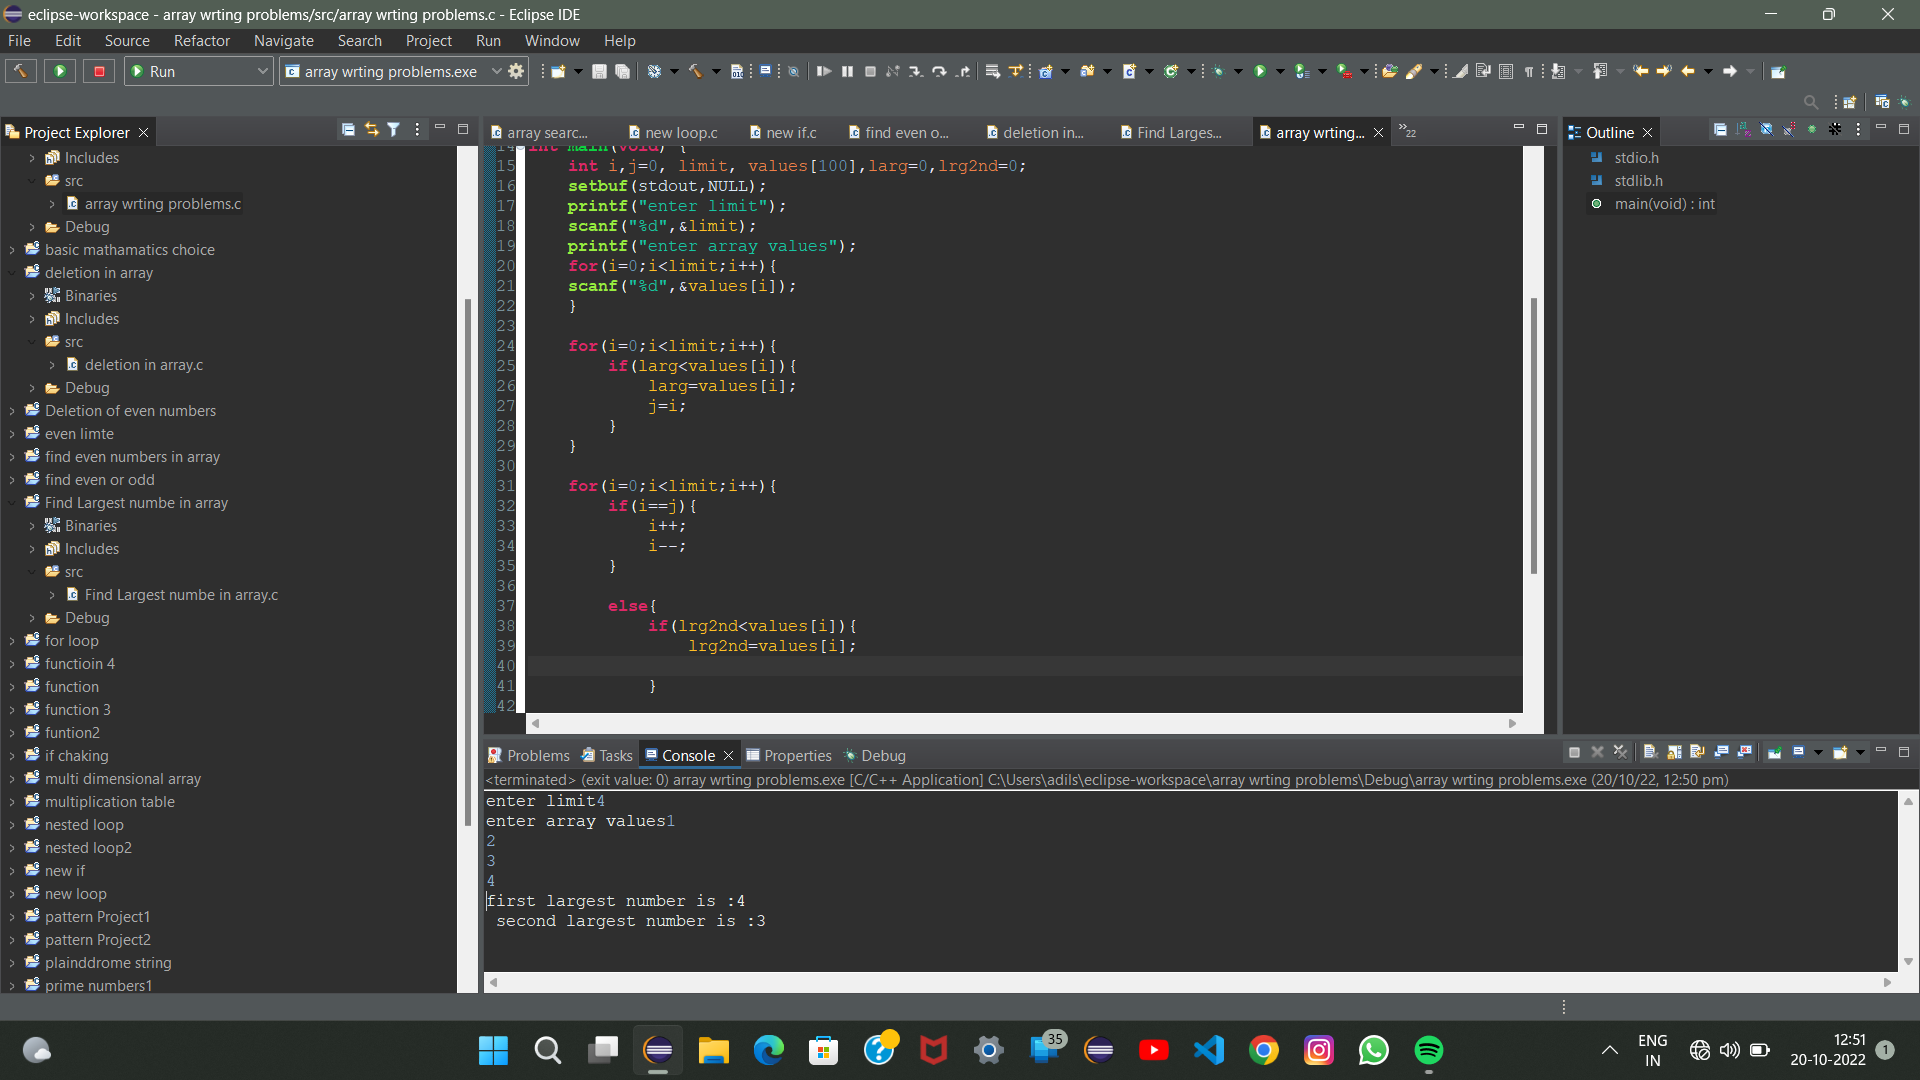 eclipse-workspace - array wrting problems/src/array wrting problems.c - Eclipse IDE
File Edit Source Refactor Navigate Search Project Run Window Help
Run array wrting problems.exe
Project Explorer
Includes
src
array wrting problems.c
Debug
basic mathamatics choice
deletion in array
Binaries
Includes
src
deletion in array.c
Debug
Deletion of even numbers
even limte
find even numbers in array
find even or odd
Find Largest numbe in array
Binaries
Includes
src
Find Largest numbe in array.c
Debug
for loop
functioin 4
function
function 3
funtion2
if chaking
multi dimensional array
multiplication table
nested loop
nested loop2
new if
new loop
pattern Project1
pattern Project2
plainddrome string
prime numbers1
array searc... new loop.c new if.c find even o... deletion in... Find Larges... array wrting... »22
14 int main(void) {
15 int i,j=0, limit, values[100],larg=0,lrg2nd=0;
16 setbuf(stdout,NULL);
17 printf("enter limit");
18 scanf("%d",&limit);
19 printf("enter array values");
20 for(i=0;i<limit;i++){
21 scanf("%d",&values[i]);
22 }
23
24 for(i=0;i<limit;i++){
25 if(larg<values[i]){
26 larg=values[i];
27 j=i;
28 }
29 }
30
31 for(i=0;i<limit;i++){
32 if(i==j){
33 i++;
34 i--;
35 }
36
37 else{
38 if(lrg2nd<values[i]){
39 lrg2nd=values[i];
40
41 }
42
Outline
stdio.h
stdlib.h
main(void) : int
Problems Tasks Console Properties Debug
<terminated> (exit value: 0) array wrting problems.exe [C/C++ Application] C:\Users\adils\eclipse-workspace\array wrting problems\Debug\array wrting problems.exe (20/10/22, 12:50 pm)
enter limit4
enter array values1
2
3
4
first largest number is :4
second largest number is :3
35
ENG
IN
12:51
20-10-2022
1